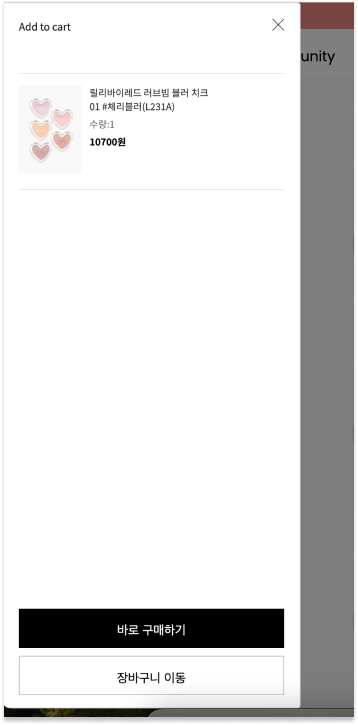 Add to cart
unity
릴리바이레드 러브빔 블러 치크
01 #체리블러(L231A)
수량:1
10700원
바로 구매하기
장바구니 이동